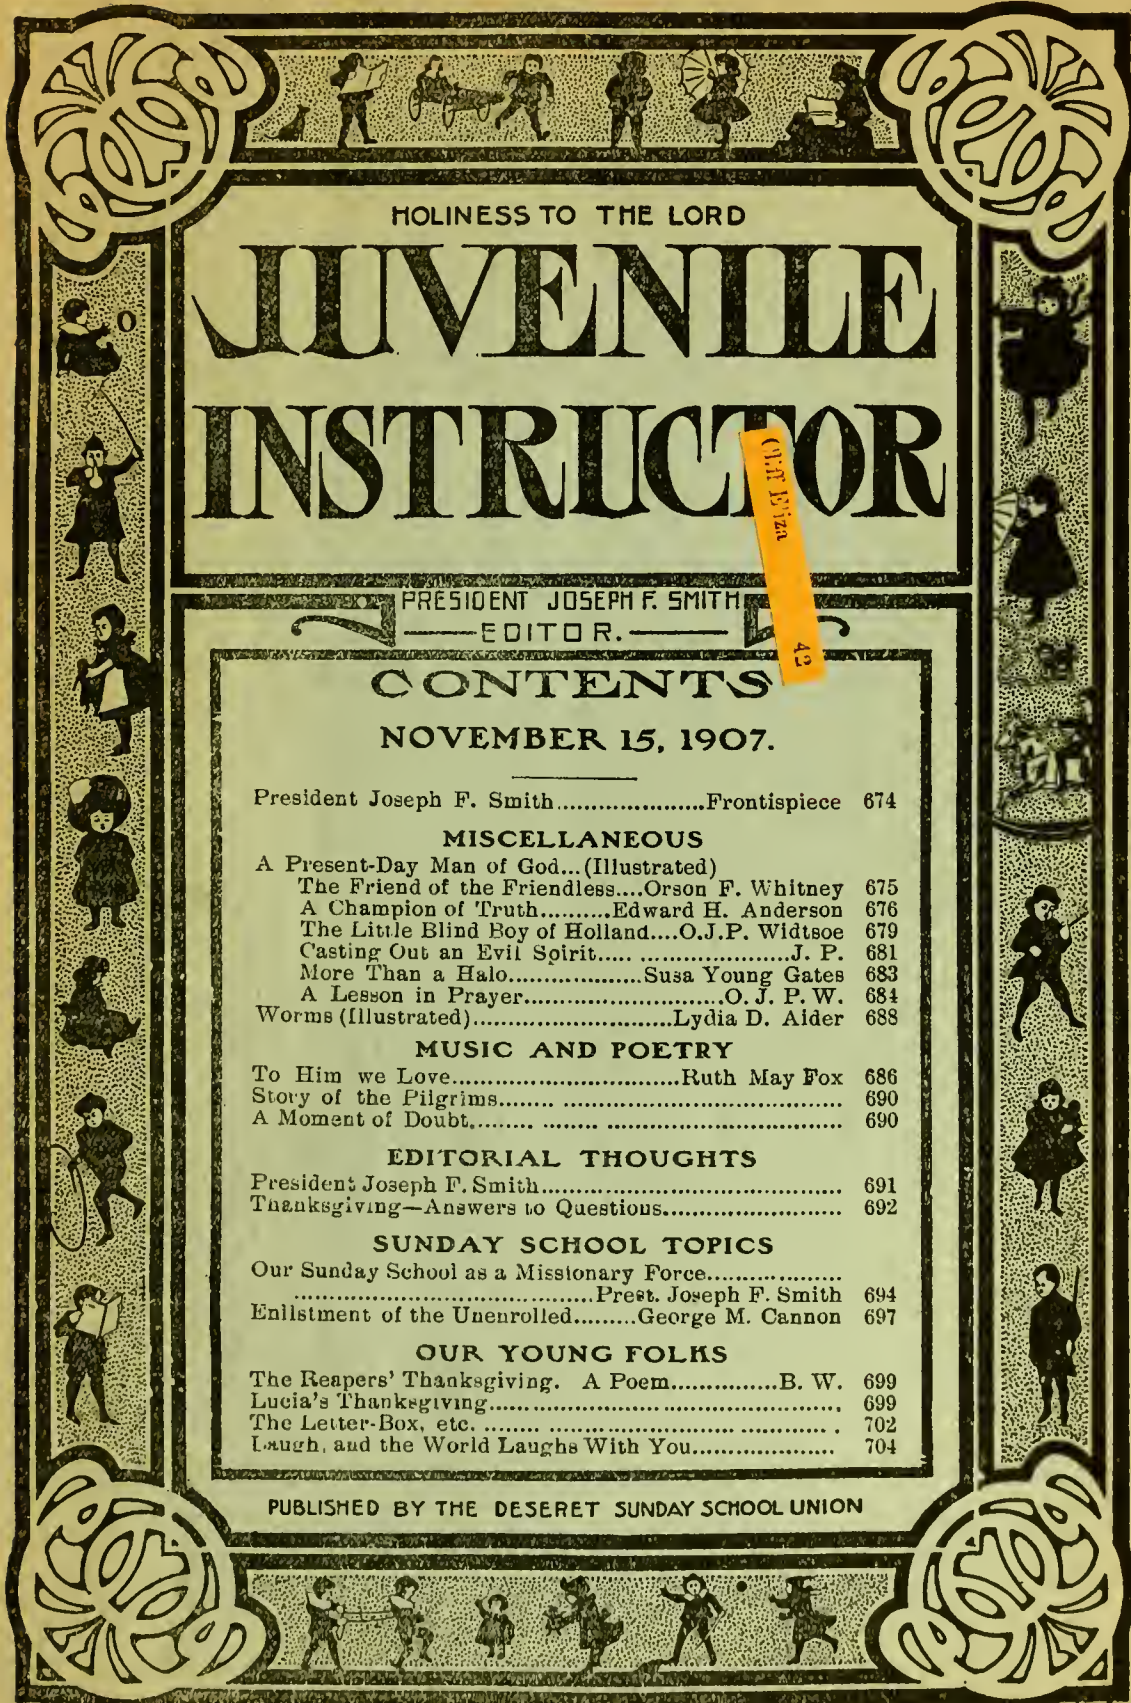 HOLINESS TO THE LORD
JUVENILE
INSTRUCTOR
Eliza
42
PRESIDENT JOSEPH F. SMITH
EDITOR.
CONTENTS
NOVEMBER 15, 1907.
President Joseph F. Smith.....................Frontispiece 674
MISCELLANEOUS
A Present-Day Man of God...(Illustrated)
The Friend of the Friendless....Orson F. Whitney 675
A Champion of Truth..........Edward H. Anderson 676
The Little Blind Boy of Holland....O.J.P. Widtsoe 679
Casting Out an Evil Spirit..... ......................J. P. 681
More Than a Halo.................Susa Young Gates 683
A Lesson in Prayer..........................O. J. P. W. 684
Worms (Illustrated)..........................Lydia D. Alder 688
MUSIC AND POETRY
To Him we Love..............................Ruth May Fox 686
Story of the Pilgrims........ ........................................ 690
A Moment of Doubt......... ........ .................................. 690
EDITORIAL THOUGHTS
President Joseph F. Smith........................................... 691
Thanksgiving—Answers to Questions.......................... 692
SUNDAY SCHOOL TOPICS
Our Sunday School as a Missionary Force...................
..........................................Prest. Joseph F. Smith 694
Enlistment of the Unenrolled.........George M. Cannon 697
OUR YOUNG FOLKS
The Reapers' Thanksgiving. A Poem...............B. W. 699
Lucia's Thanksgiving.................................................. 699
The Letter-Box, etc. ........ ........................................ 702
Laugh, and the World Laughs With You.................... 704
PUBLISHED BY THE DESERET SUNDAY SCHOOL UNION